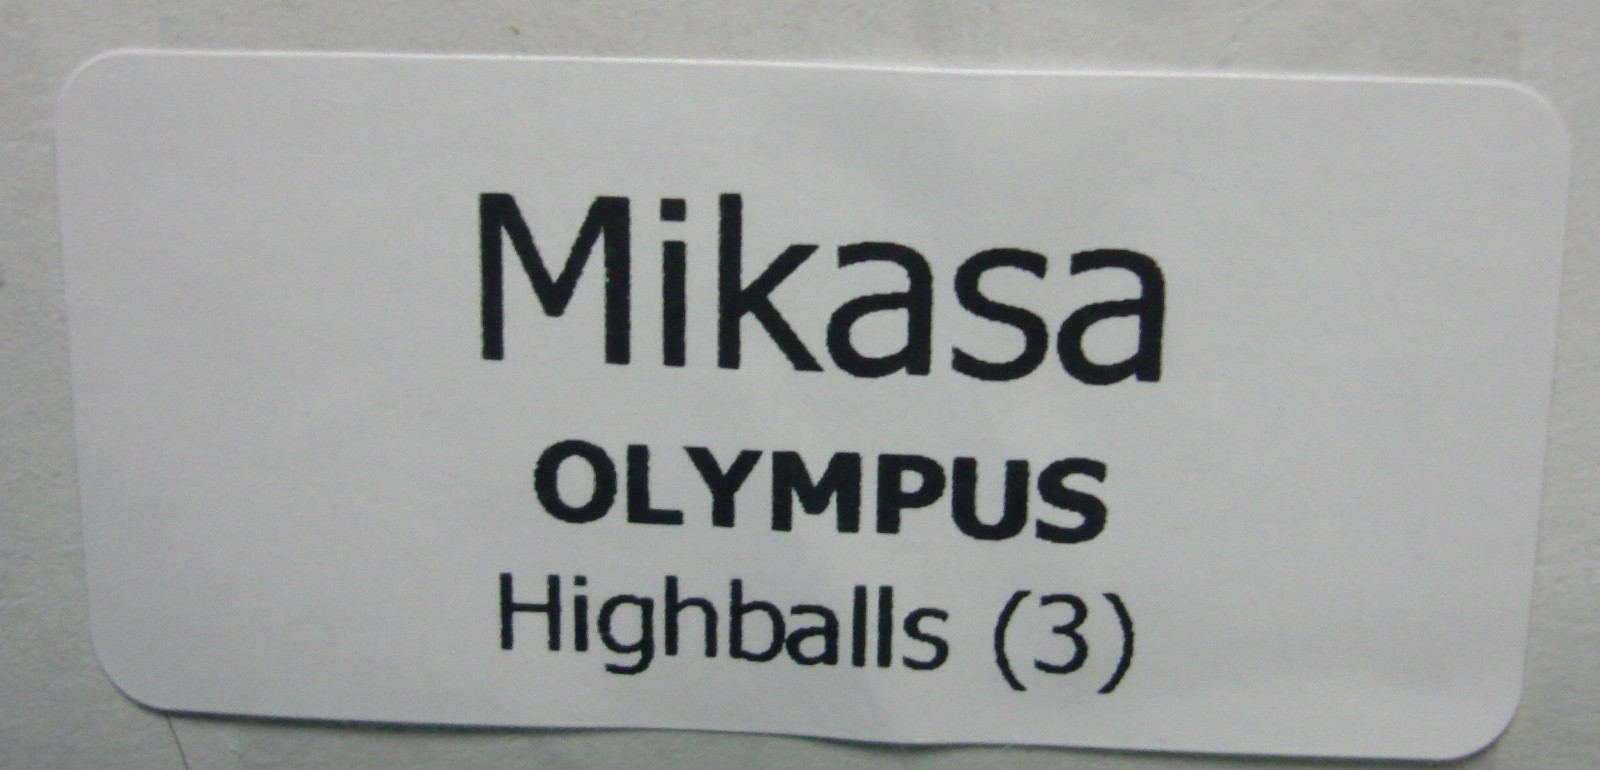 Mikasa
OLYMPUS
Highballs (3)